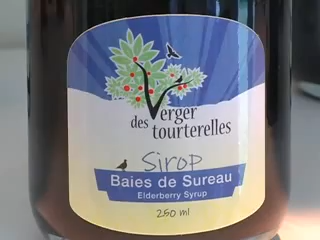 Verger
des tourterelles
Sirop
Baies de Sureau
Elderberry Syrup
250 ml